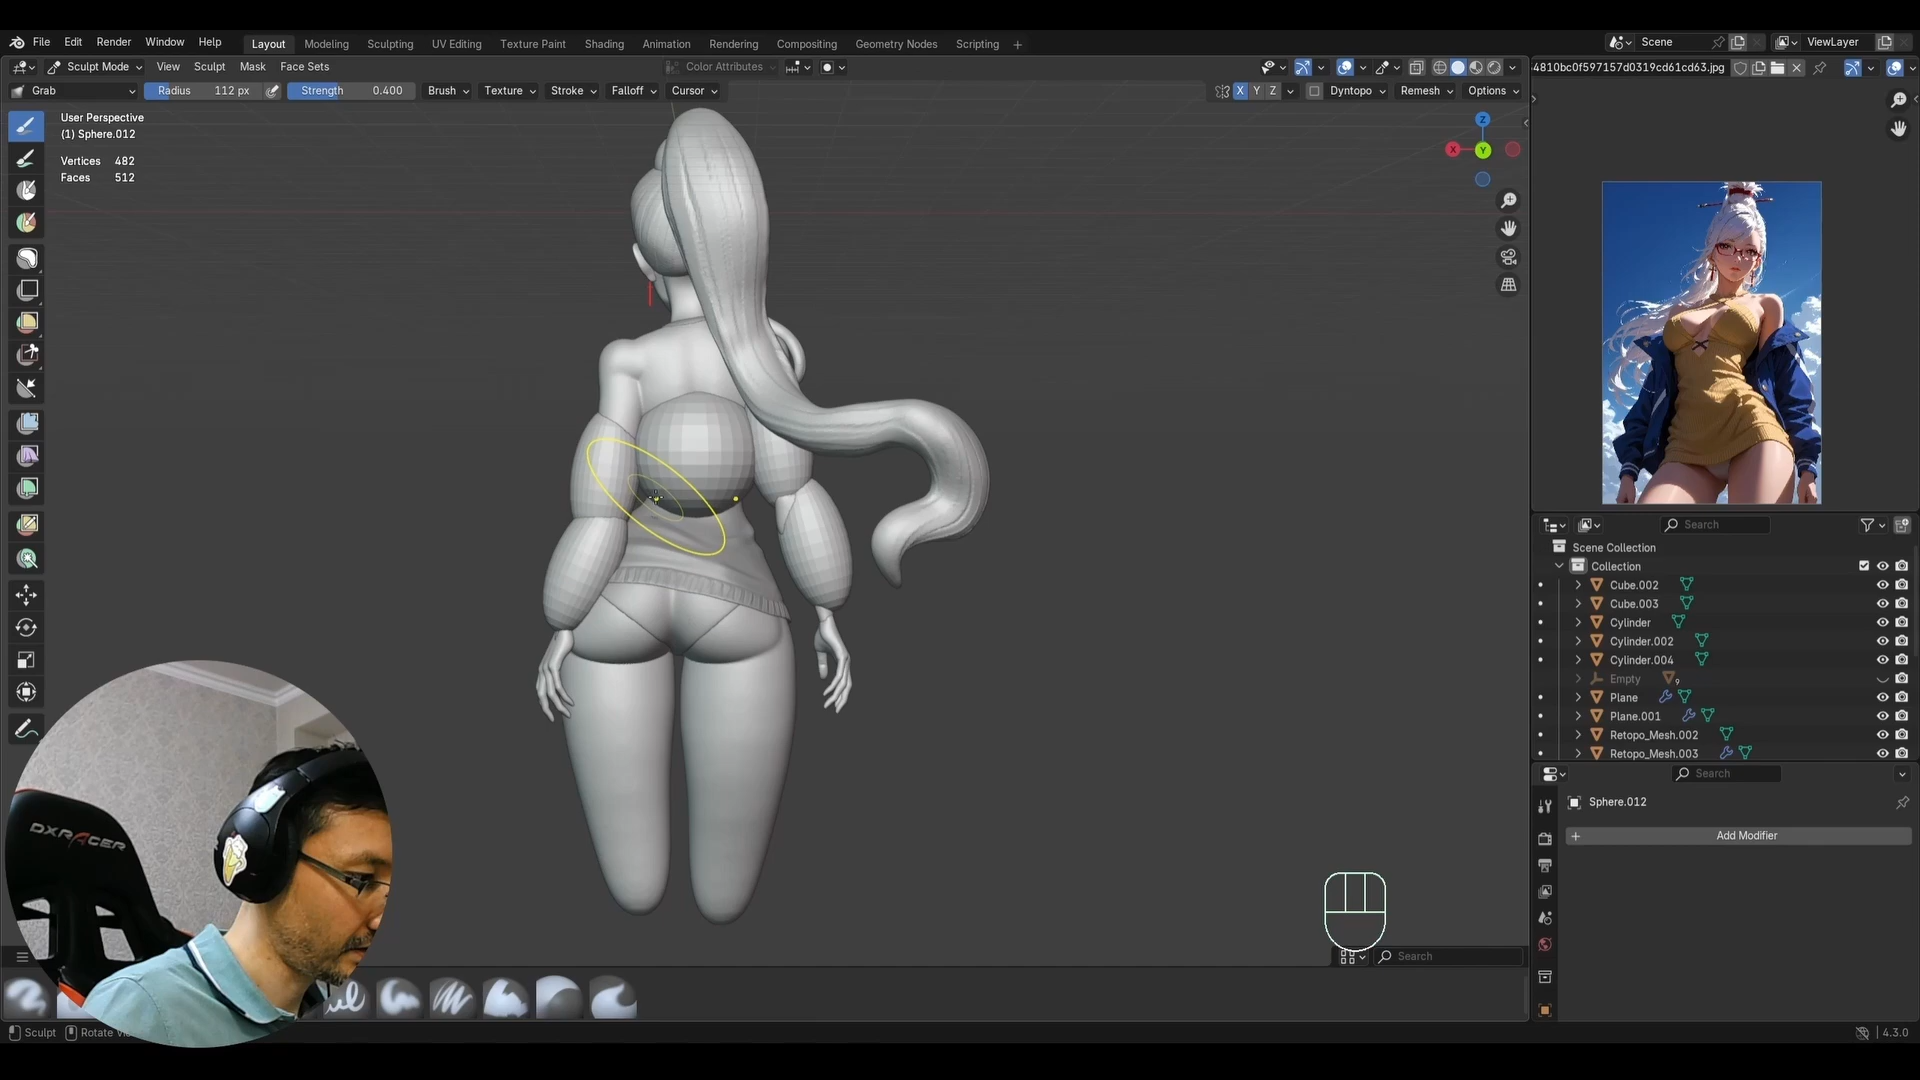 File Edit Render Window Help Layout Modeling Sculpting UV Editing Texture Paint Shading Animation Rendering Compositing Geometry Nodes Scripting + Scene ViewLayer
Sculpt Mode View Sculpt Mask Face Sets Color Attributes 4810bc0f597157d0319cd61cd63.jpg
Grab Radius 112 px Strength 0.400 Brush Texture Stroke Falloff Cursor X Y Z Dyntopo Remesh Options
User Perspective
(1) Sphere.012
Vertices 482
Faces 512
Z
X Y
Search
Scene Collection
Collection
Cube.002
Cube.003
Cylinder
Cylinder.002
Cylinder.004
Empty 9
Plane
Plane.001
Retopo_Mesh.002
Retopo_Mesh.003
Search
Sphere.012
+ Add Modifier
DXRACER
Search
Sculpt Rotate 4.3.0